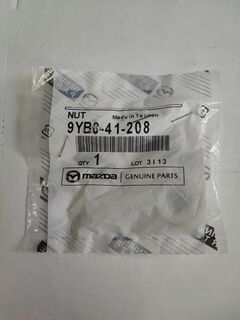 NUT Made in Taiwan
9YB0-41-208
QTY 1 LOT 3113
mazda GENUINE PARTS